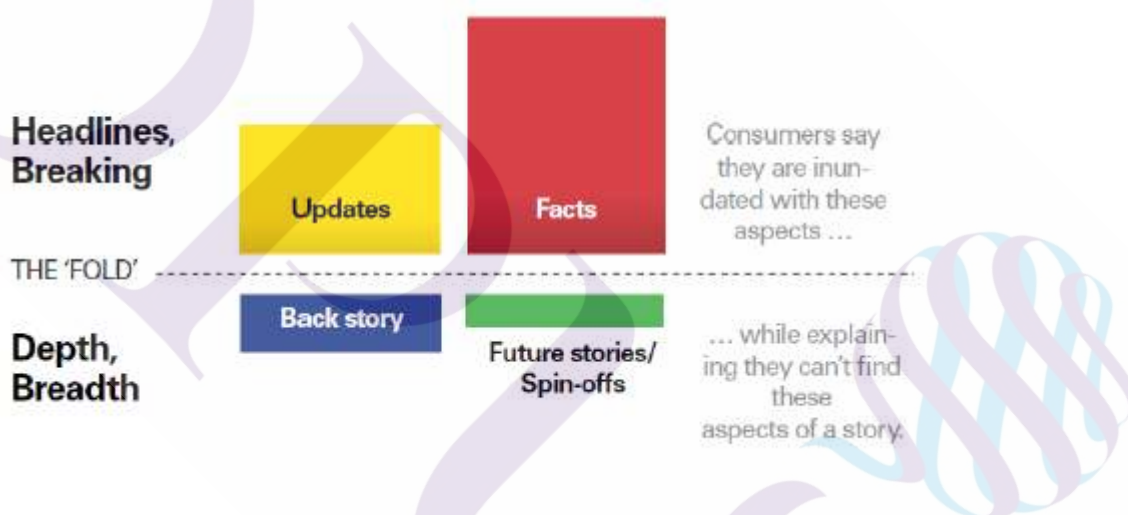 Headlines,
Breaking
Updates
Facts
Consumers say
they are inun-
dated with these
aspects ...
THE 'FOLD'
Back story
Depth,
Breadth
Future stories/
Spin-offs
... while explain-
ing they can't find
these
aspects of a story.